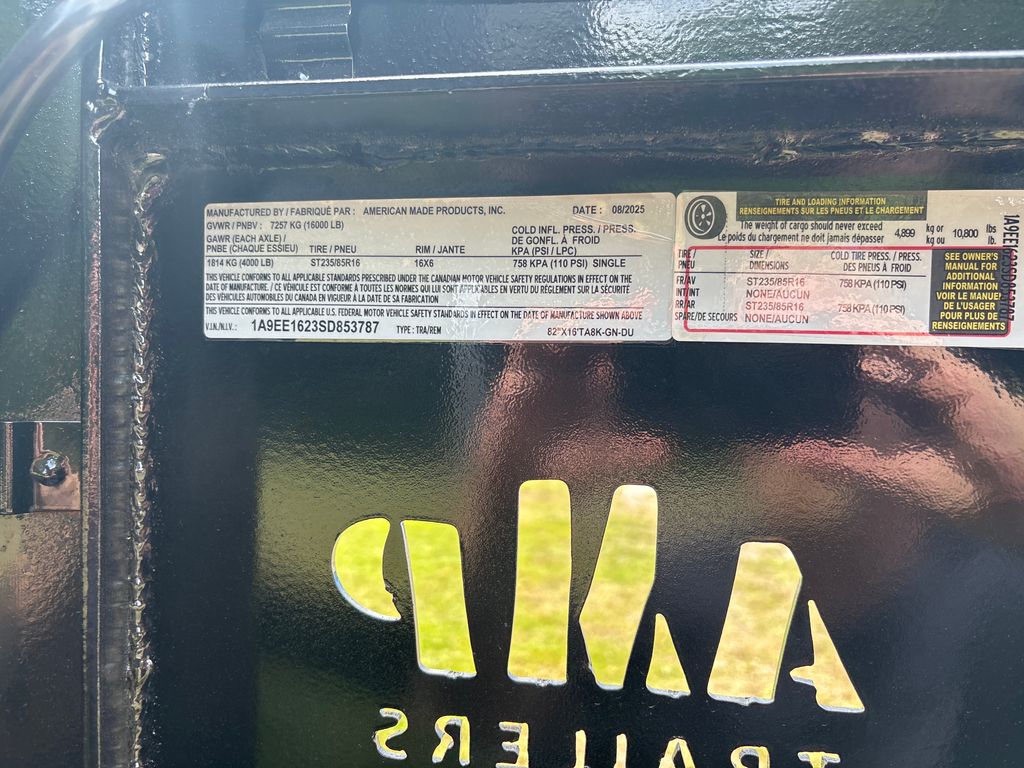 MANUFACTURED BY / FABRIQUÉ PAR : AMERICAN MADE PRODUCTS, INC. DATE : 08/2025
GVWR / PNBV : 7257 KG (16000 LB)
GAWR (EACH AXLE) /
PNBE (CHAQUE ESSIEU) TIRE / PNEU RIM / JANTE
COLD INFL. PRESS. / PRESS.
DE GONFL. À FROID
KPA (PSI / LPC)
1814 KG (4000 LB) ST235/85R16 16X6 758 KPA (110 PSI) SINGLE
THIS VEHICLE CONFORMS TO ALL APPLICABLE STANDARDS PRESCRIBED UNDER THE CANADIAN MOTOR VEHICLE SAFETY REGULATIONS IN EFFECT ON THE
DATE OF MANUFACTURE. / CE VÉHICULE EST CONFORME À TOUTES LES NORMES QUI LUI SONT APPLICABLES EN VERTU DU RÈGLEMENT SUR LA SÉCURITÉ
DES VÉHICULES AUTOMOBILES DU CANADA EN VIGUEUR À LA DATE DE SA FABRICATION
THIS VEHICLE CONFORMS TO ALL APPLICABLE U.S. FEDERAL MOTOR VEHICLE SAFETY STANDARDS IN EFFECT ON THE DATE OF MANUFACTURE SHOWN ABOVE
V.I.N./N.I.V.: 1A9EE1623SD853787 TYPE : TRA/REM 82"X16'TA8K-GN-DU
TIRE AND LOADING INFORMATION
RENSEIGNEMENTS SUR LES PNEUS ET LE CHARGEMENT
The weight of cargo should never exceed
Le poids du chargement ne doit jamais dépasser
4,899 kg or
kg ou 10,800 lbs
lb.
TIRE /
PNEU SIZE /
DIMENSIONS COLD TIRE PRESS. / PRESS.
DES PNEUS À FROID
FR/AV ST235/85R16 758 KPA (110 PSI)
INT/INT NONE/AUCUN
RR/AR ST235/85R16 758 KPA (110 PSI)
SPARE/DE SECOURS NONE/AUCUN
SEE OWNER'S
MANUAL FOR
ADDITIONAL
INFORMATION
VOIR LE MANUEL
DE L'USAGER
POUR PLUS DE
RENSEIGNEMENTS
1A9EE1623SD853787
AMP
TRAILERS